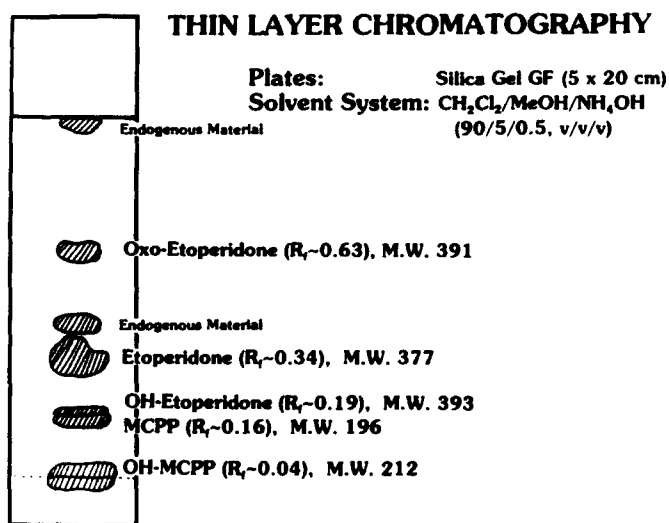 THIN LAYER CHROMATOGRAPHY
Plates: Silica Gel GF (5 x 20 cm)
Solvent System: CH₂Cl₂/MeOH/NH₄OH
(90/5/0.5, v/v/v)
Endogenous Material
Oxo-Etoperidone (Rf~0.63), M.W. 391
Endogenous Material
Etoperidone (Rf~0.34), M.W. 377
OH-Etoperidone (Rf~0.19), M.W. 393
MCPP (Rf~0.16), M.W. 196
OH-MCPP (Rf~0.04), M.W. 212